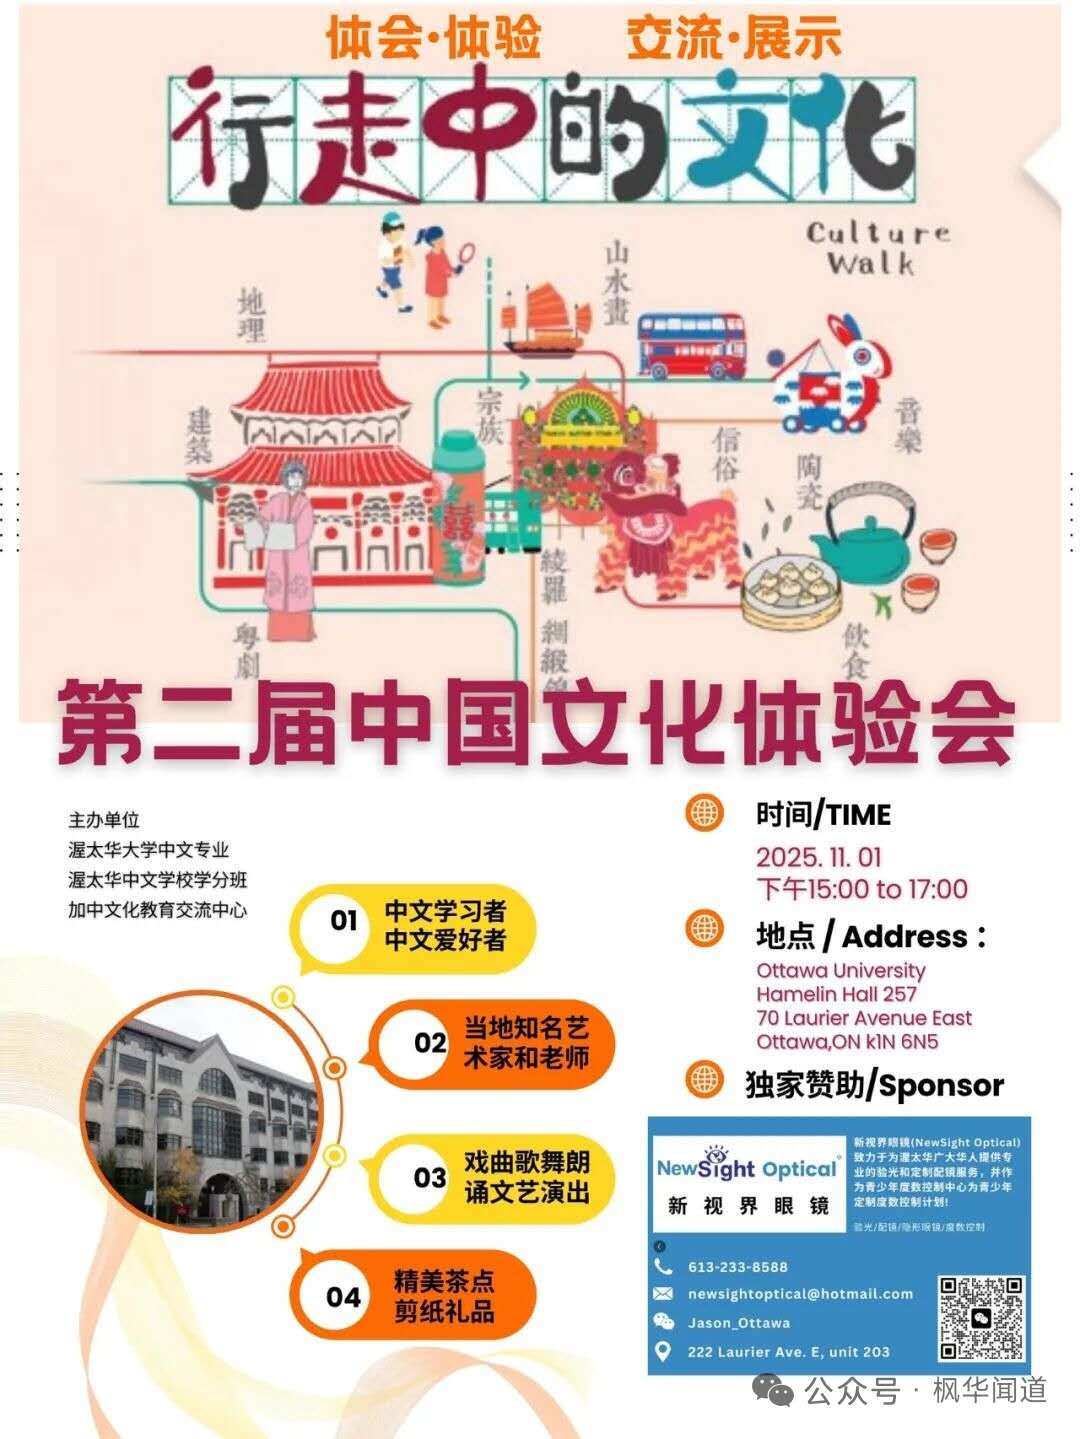 体会·体验 交流·展示
行走中的文化
Culture
Walk
山水畫
地理
宗族
建築
音樂
信俗
陶瓷
綾羅 綢緞
粵劇
飲食
第二届中国文化体验会
主办单位
渥太华大学中文专业
渥太华中文学校学分班
加中文化教育交流中心
01
中文学习者
中文爱好者
02
当地知名艺
术家和老师
03
戏曲歌舞朗
诵文艺演出
04
精美茶点
剪纸礼品
时间/TIME
2025. 11. 01
下午15:00 to 17:00
地点 / Address：
Ottawa University
Hamelin Hall 257
70 Laurier Avenue East
Ottawa,ON k1N 6N5
独家赞助/Sponsor
NewSight Optical
新视界眼镜
新视界眼镜(NewSight Optical)
致力于为渥太华广大华人提供专
业的验光和定制配镜服务，并作
为青少年度数控制中心为青少年
定制度数控制计划!
验光/配镜/隐形眼镜/度数控制
613-233-8588
newsightoptical@hotmail.com
Jason_Ottawa
222 Laurier Ave. E, unit 203
公众号·枫华闻道